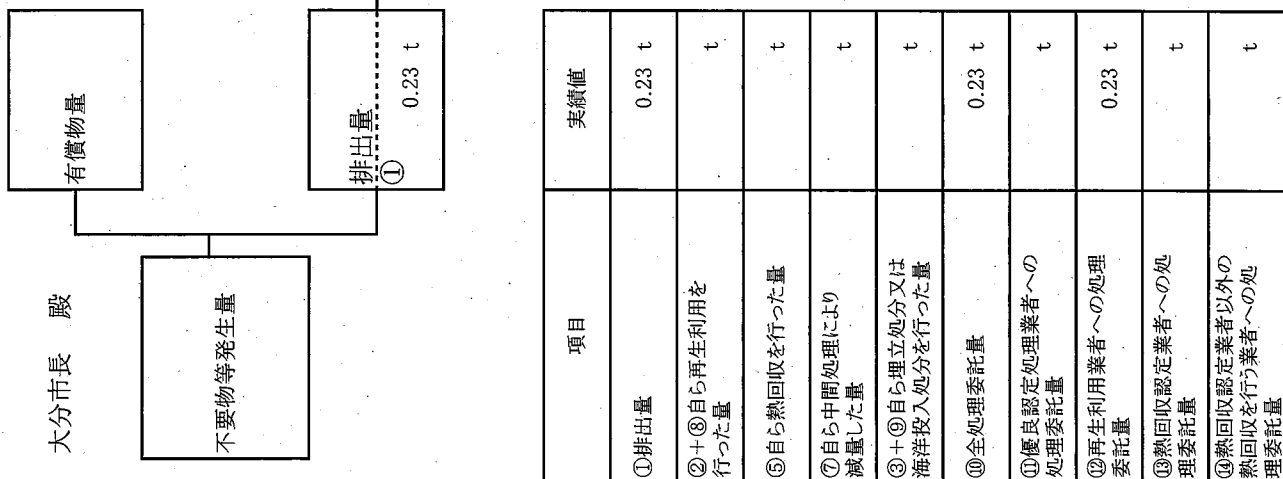 大分市長　殿
不要物等発生量
有償物量
排出量
①
0.23 t
項目
実績値
①排出量
0.23 t
②+⑧自ら再生利用を
行った量
t
⑤自ら熱回収を行った量
t
⑦自ら中間処理により
減量した量
t
③+⑨自ら埋立処分又は
海洋投入処分を行った量
t
⑩全処理委託量
0.23 t
⑪優良認定処理業者への
処理委託量
t
⑫再生利用業者への処理
委託量
0.23 t
⑬熱回収認定業者への処
理委託量
t
⑭熱回収認定業者以外の
熱回収を行う業者への処
理委託量
t